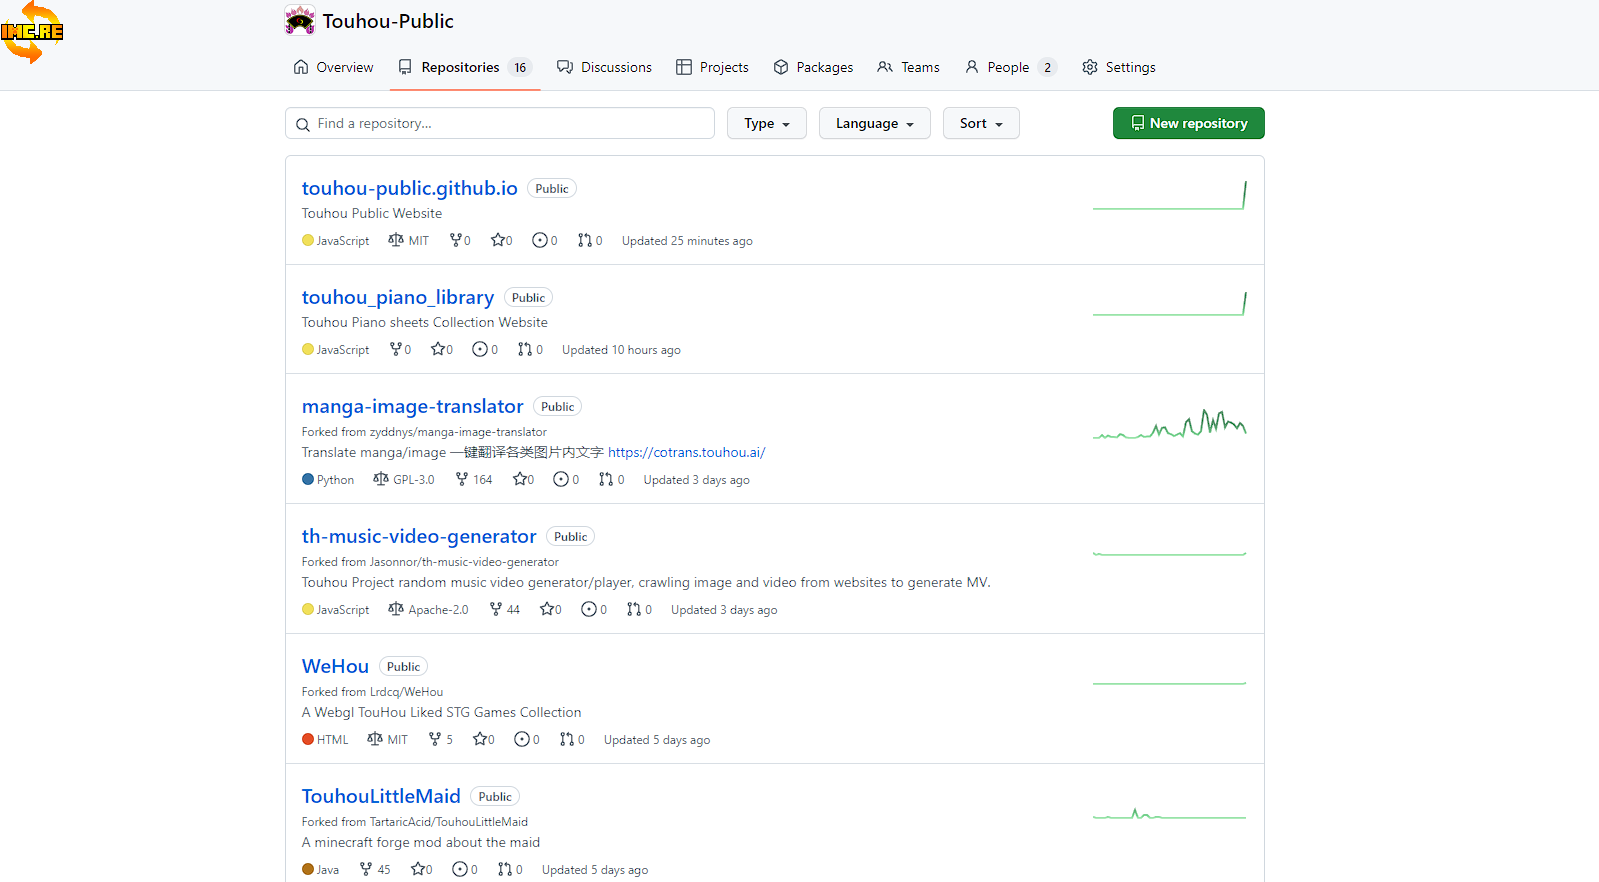 IMC.RE
Touhou-Public
Overview Repositories 16 Discussions Projects Packages Teams People 2 Settings
Find a repository... Type Language Sort New repository
touhou-public.github.io Public
Touhou Public Website
JavaScript MIT 0 0 0 0 Updated 25 minutes ago
touhou_piano_library Public
Touhou Piano sheets Collection Website
JavaScript 0 0 0 0 Updated 10 hours ago
manga-image-translator Public
Forked from zyddnys/manga-image-translator
Translate manga/image 一键翻译各类图片内文字 https://cotrans.touhou.ai/
Python GPL-3.0 164 0 0 0 Updated 3 days ago
th-music-video-generator Public
Forked from Jasonnor/th-music-video-generator
Touhou Project random music video generator/player, crawling image and video from websites to generate MV.
JavaScript Apache-2.0 44 0 0 0 Updated 3 days ago
WeHou Public
Forked from Lrdcq/WeHou
A Webgl TouHou Liked STG Games Collection
HTML MIT 5 0 0 0 Updated 5 days ago
TouhouLittleMaid Public
Forked from TartaricAcid/TouhouLittleMaid
A minecraft forge mod about the maid
Java 45 0 0 0 Updated 5 days ago